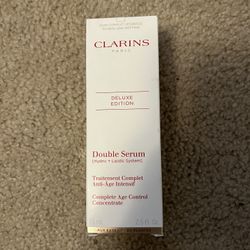 CLARINS
PARIS
DELUXE
EDITION
Double Serum
[Hydric + Lipidic System]
Traitement Complet
Anti-Âge Intensif
Complete Age Control
Concentrate